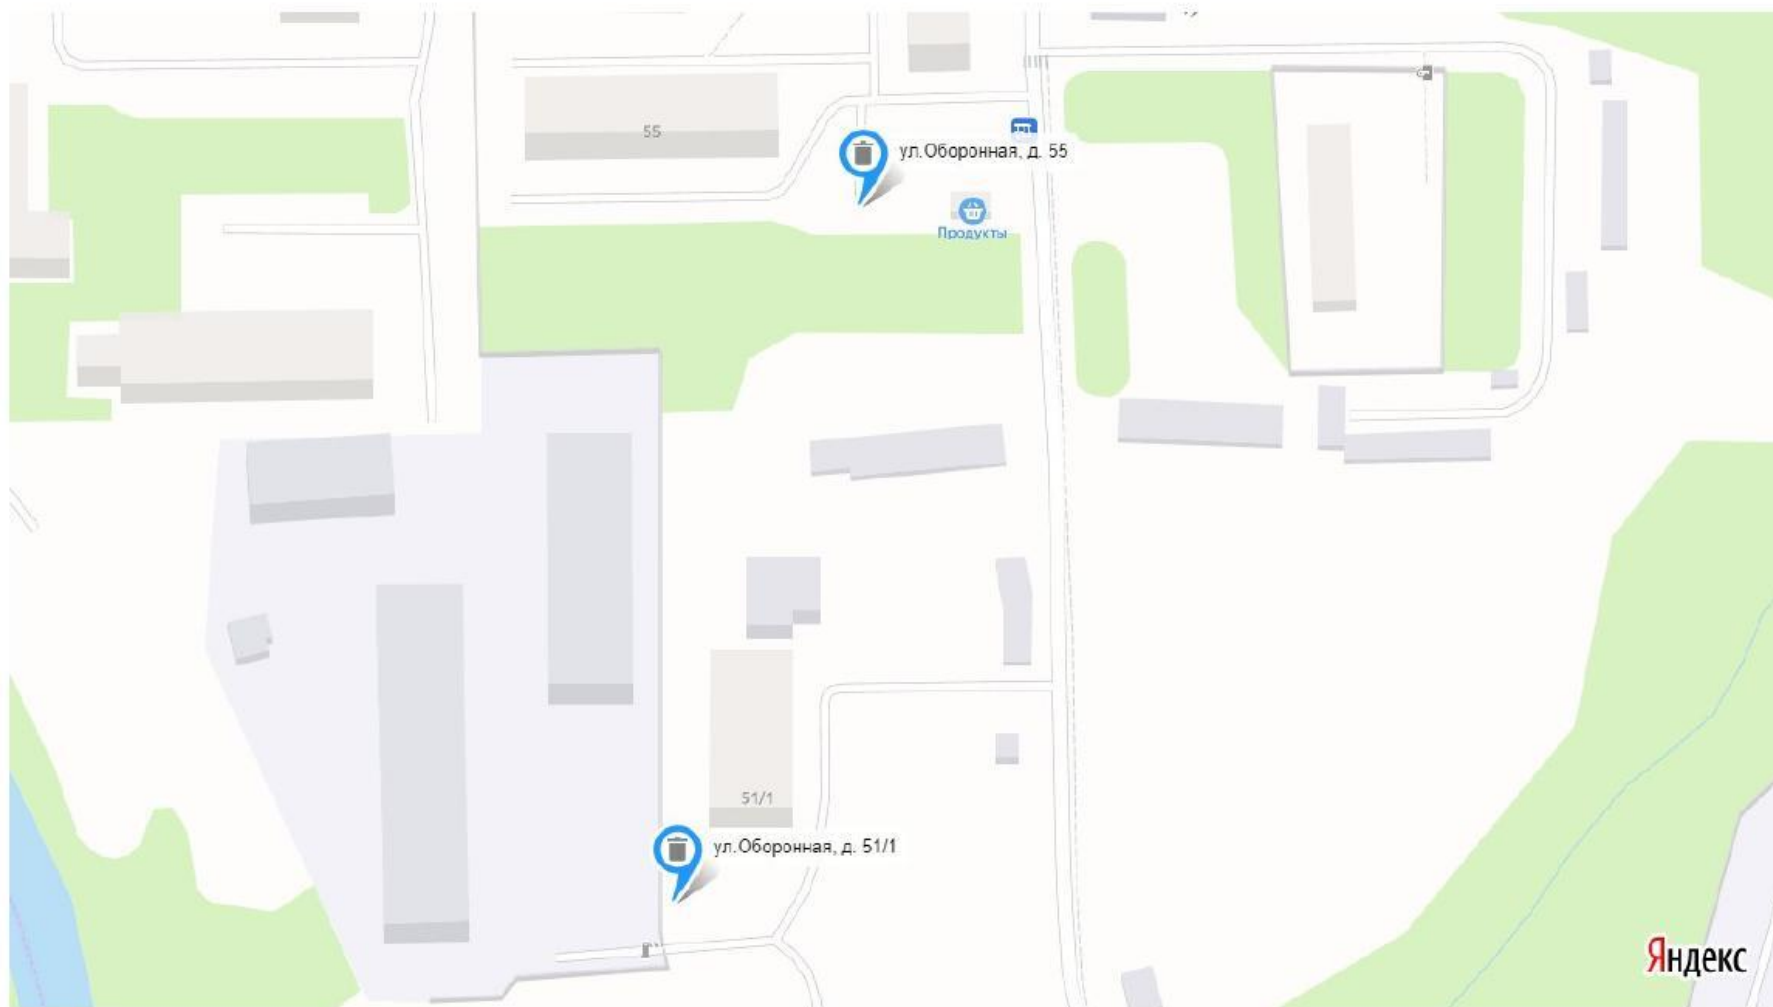 55
ул.Оборонная, д. 55
Продукты
51/1
ул.Оборонная, д. 51/1
Яндекс